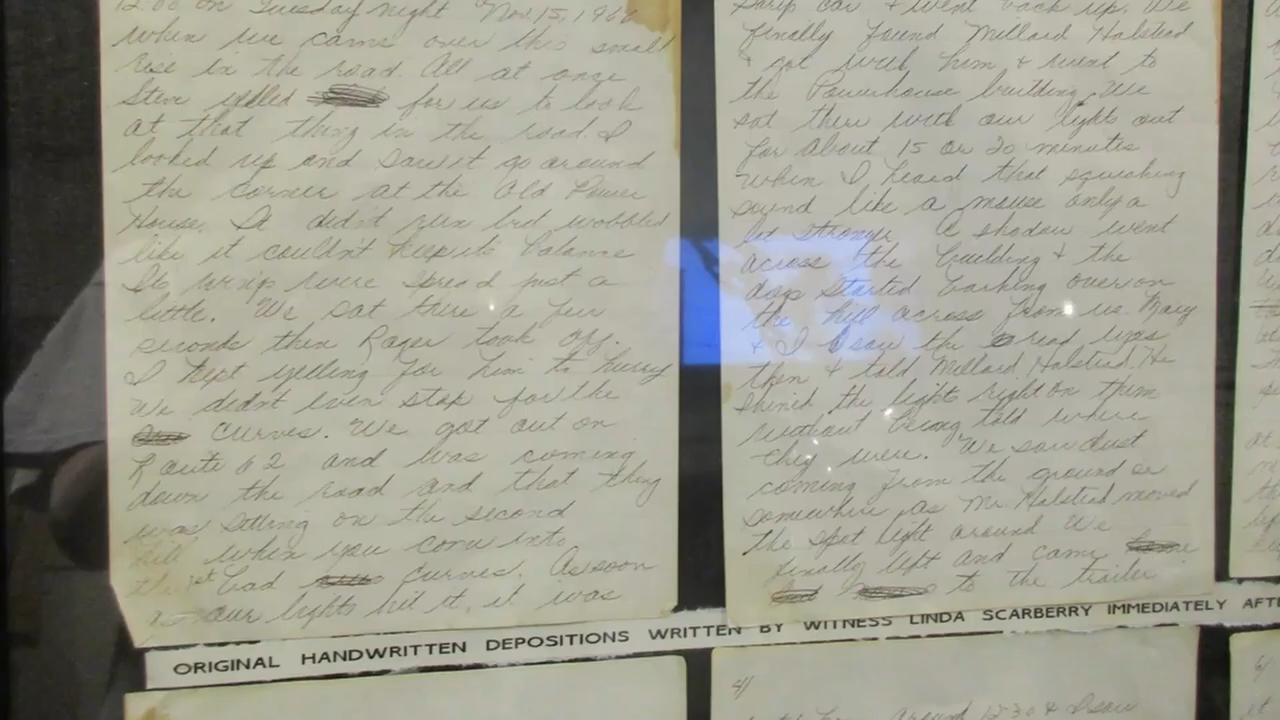 12:00 on Tuesday night Nov. 15, 1966
when we came over this small
rise in the road. All at once
Steve yelled for us to look
at that thing in the road. I
looked up and saw it go around
the corner at the Old Power
House. It didn't run but wobbled
like it couldn't keep its balance
Its wings were spread just a
little. We sat there a few
seconds then Roger took off.
I kept yelling for him to hurry
We didn't even stop for the
curves. We got out on
Route 62 and was coming
down the road and that thing
was sitting on the second
hill when you come into
the 1st bad curves. As soon
as our lights hit it, it was
car & went back up. We
finally found Millard Halstead
& got with him & went to
the Powerhouse building. We
sat there with our lights out
for about 15 or 20 minutes
when I heard that squeaking
sound like a mouse only a
lot stronger. A shadow went
across the building & the
dogs started barking over on
the hill across from us. Mary
& I saw the read eyes
then & told Millard Halstead. He
shined the light right on them
without being told where
they were. We saw dust
coming from the ground or
somewhere as Mr. Halstead moved
the spot light around. We
finally left and came
to the trailer
ORIGINAL HANDWRITTEN DEPOSITIONS WRITTEN BY WITNESS LINDA SCARBERRY IMMEDIATELY AFT
4/
around 12:30 & I saw
6/